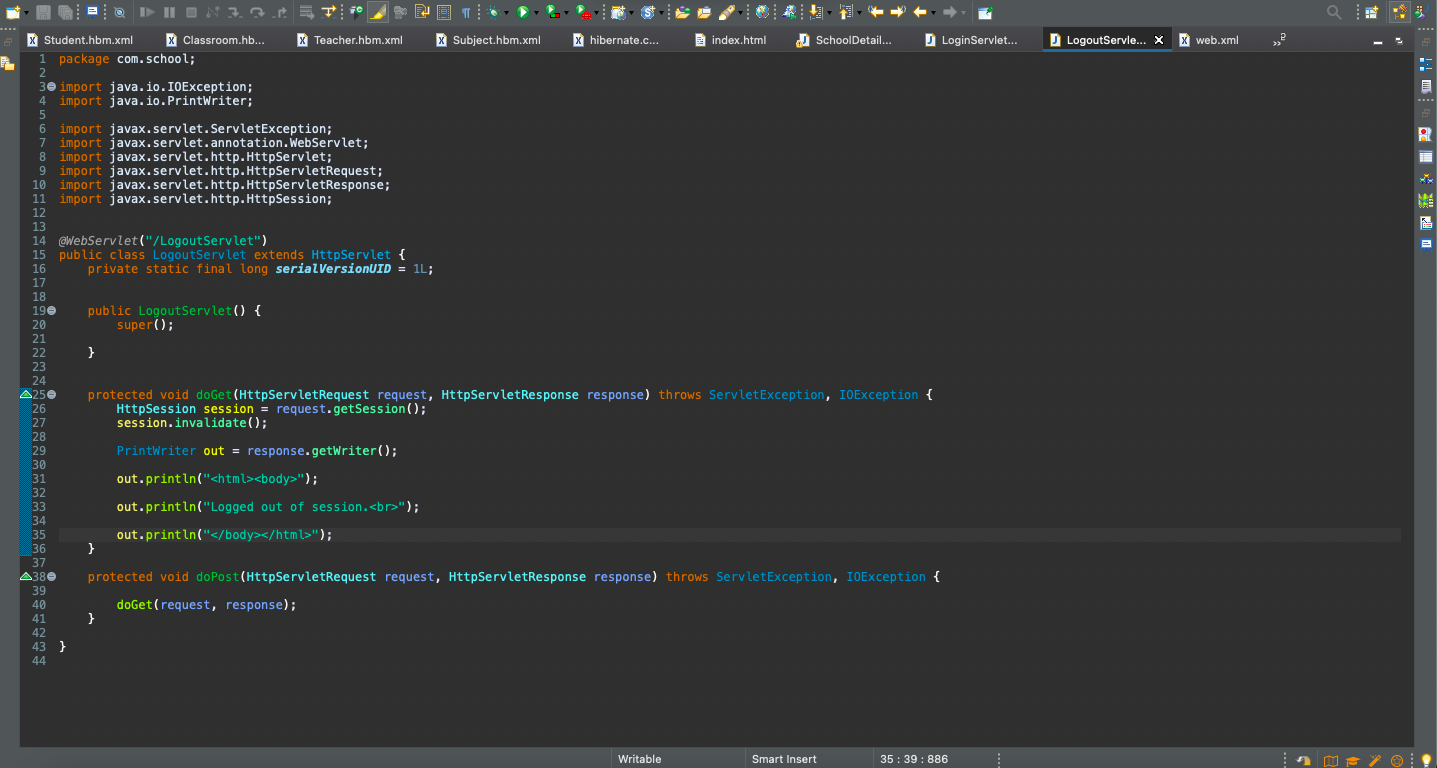 Student.hbm.xml Classroom.hb... Teacher.hbm.xml Subject.hbm.xml hibernate.c... index.html SchoolDetail... LoginServlet... LogoutServle... web.xml »2
1 package com.school;
2
3 import java.io.IOException;
4 import java.io.PrintWriter;
5
6 import javax.servlet.ServletException;
7 import javax.servlet.annotation.WebServlet;
8 import javax.servlet.http.HttpServlet;
9 import javax.servlet.http.HttpServletRequest;
10 import javax.servlet.http.HttpServletResponse;
11 import javax.servlet.http.HttpSession;
12
13
14 @WebServlet("/LogoutServlet")
15 public class LogoutServlet extends HttpServlet {
16 private static final long serialVersionUID = 1L;
17
18
19 public LogoutServlet() {
20 super();
21
22 }
23
24
25 protected void doGet(HttpServletRequest request, HttpServletResponse response) throws ServletException, IOException {
26 HttpSession session = request.getSession();
27 session.invalidate();
28
29 PrintWriter out = response.getWriter();
30
31 out.println("<html><body>");
32
33 out.println("Logged out of session.<br>");
34
35 out.println("</body></html>");
36 }
37
38 protected void doPost(HttpServletRequest request, HttpServletResponse response) throws ServletException, IOException {
39
40 doGet(request, response);
41 }
42
43 }
44
Writable Smart Insert 35 : 39 : 886